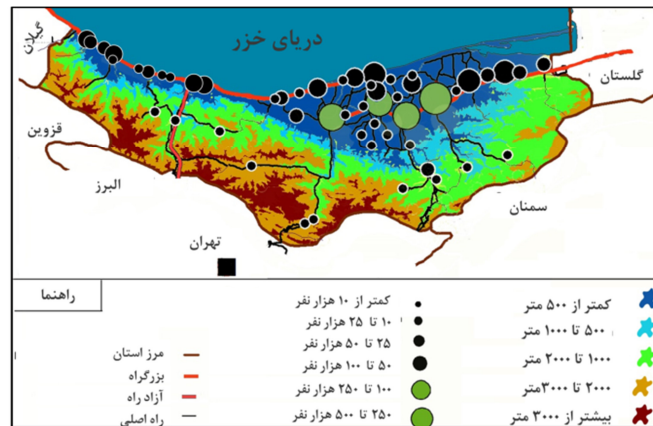 دریای خزر
گیلان
گلستان
قزوین
البرز
سمنان
تهران
راهنما
کمتر از ۵۰۰ متر
۵۰۰ تا ۱۰۰۰ متر
۱۰۰۰ تا ۲۰۰۰ متر
۲۰۰۰ تا ۳۰۰۰متر
بیشتر از ۳۰۰۰ متر
کمتر از ۱۰ هزار نفر
۱۰ تا ۲۵ هزار نفر
۲۵ تا ۵۰ هزار نفر
۵۰ تا ۱۰۰ هزار نفر
۱۰۰ تا ۲۵۰ هزار نفر
۲۵۰ تا ۵۰۰ هزار نفر
مرز استان
بزرگراه
آزاد راه
راه اصلی